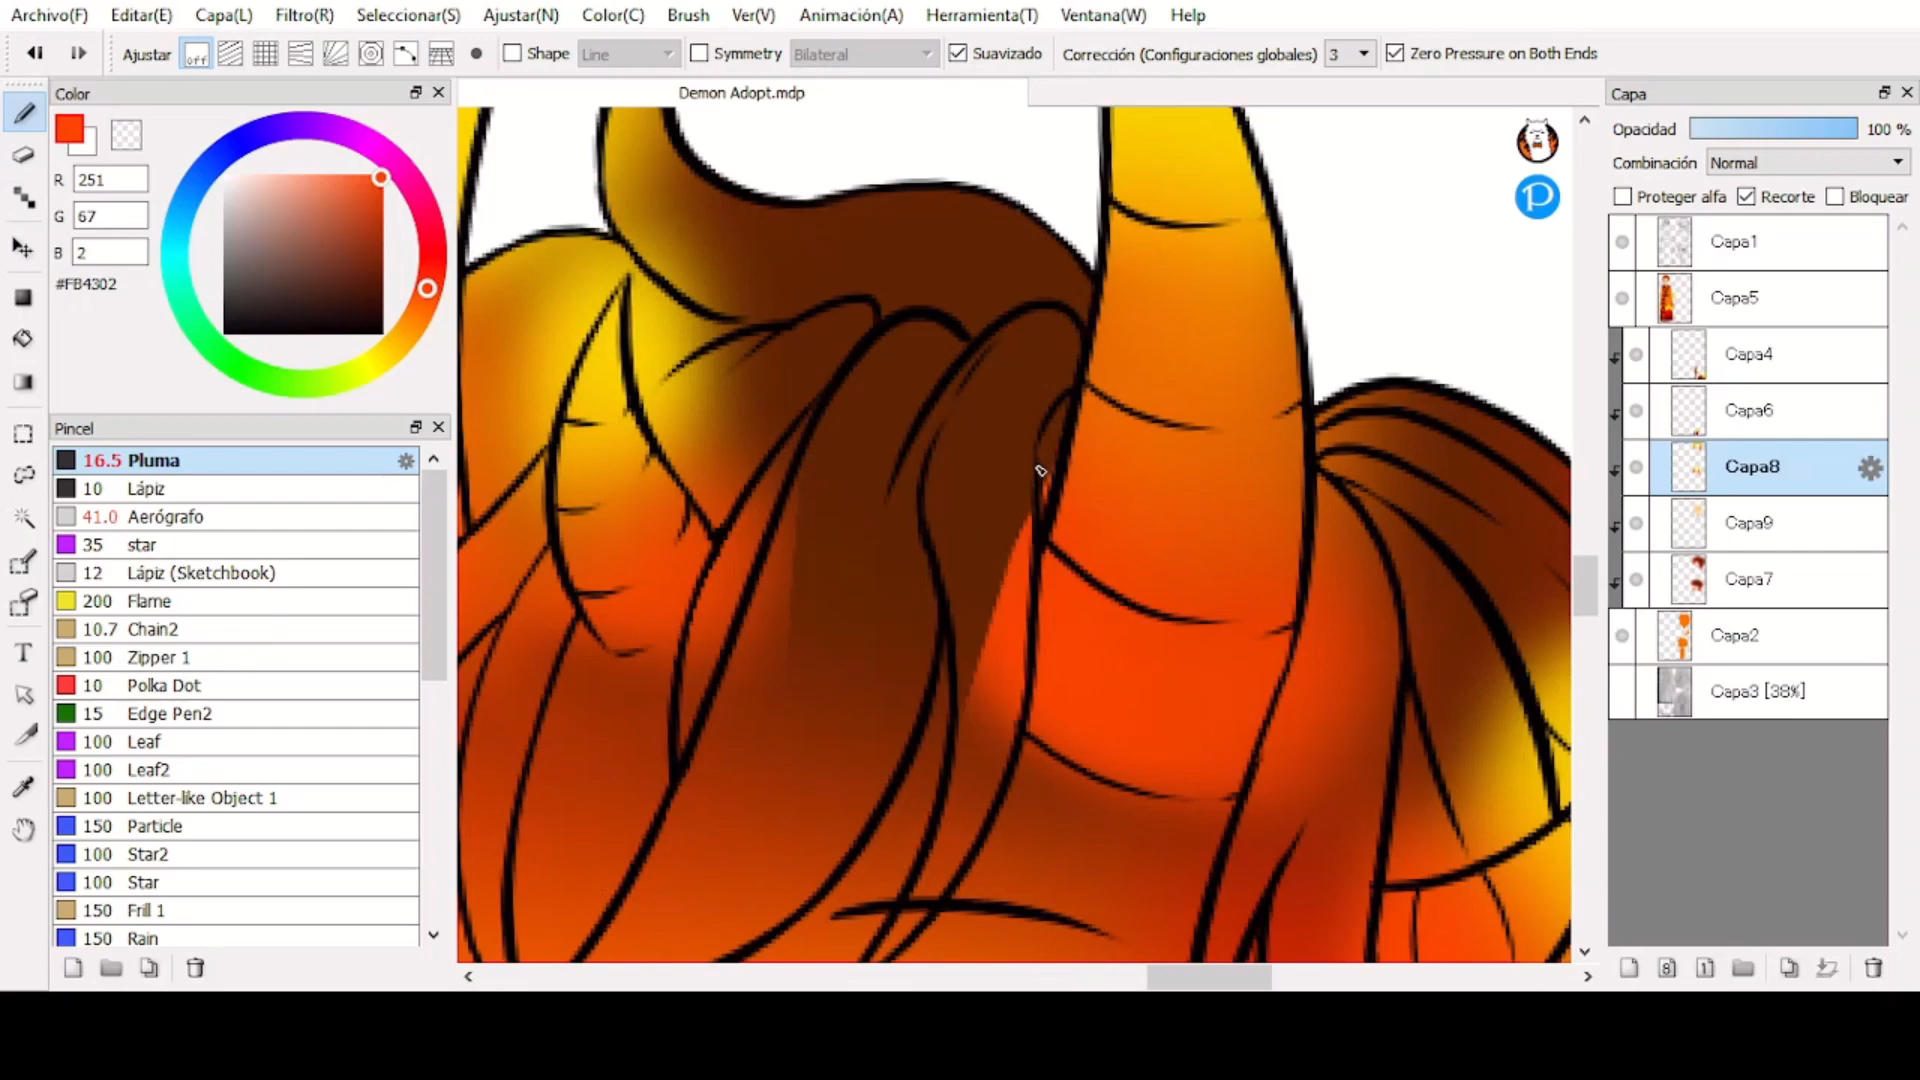 Archivo(F) Editar(E) Capa(L) Filtro(R) Seleccionar(S) Ajustar(N) Color(C) Brush Ver(V) Animación(A) Herramienta(T) Ventana(W) Help
Ajustar off Shape Line Symmetry Bilateral Suavizado Corrección (Configuraciones globales) 3 Zero Pressure on Both Ends
Color
R 251
G 67
B 2
#FB4302
Pincel
16.5 Pluma
10 Lápiz
41.0 Aerógrafo
35 star
12 Lápiz (Sketchbook)
200 Flame
10.7 Chain2
100 Zipper 1
10 Polka Dot
15 Edge Pen2
100 Leaf
100 Leaf2
100 Letter-like Object 1
150 Particle
100 Star2
100 Star
150 Frill 1
150 Rain
Demon Adopt.mdp
Capa
Opacidad 100 %
Combinación Normal
Proteger alfa Recorte Bloquear
Capa1
Capa5
Capa4
Capa6
Capa8
Capa9
Capa7
Capa2
Capa3 [38%]